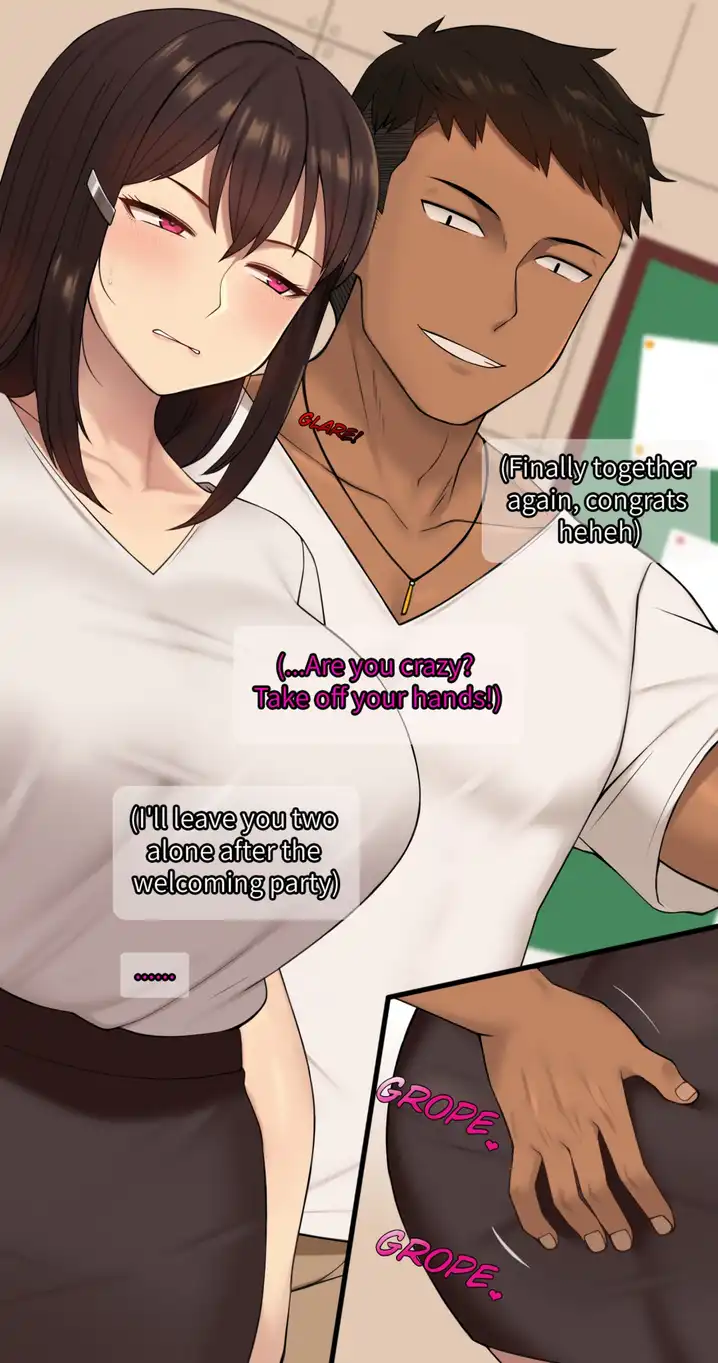 GLARE!
(Finally together
again, congrats
heheh)
(...Are you crazy?
Take off your hands!)
(I'll leave you two
alone after the
welcoming party)
......
GROPE
GROPE